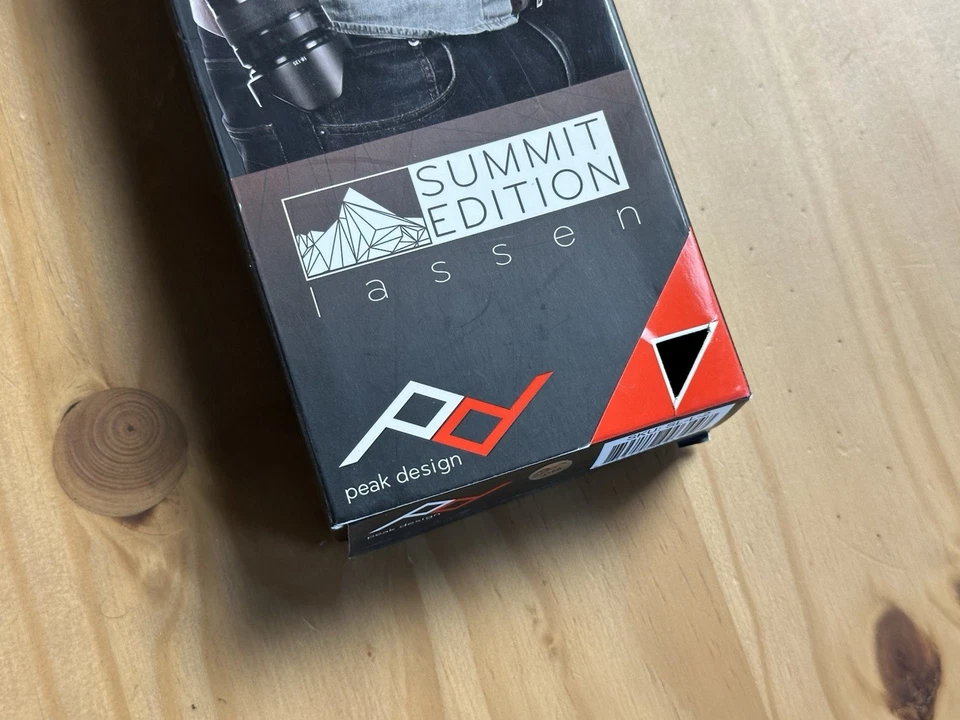 SUMMIT
EDITION
lassen
peak design
peak design